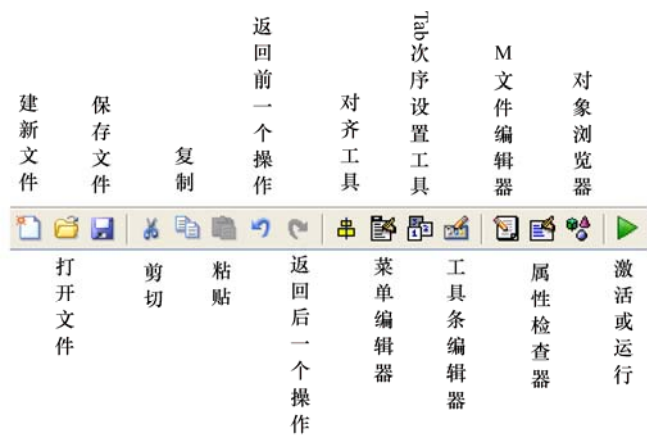 建新文件
保存文件
复制
返回前一个操作
对齐工具
Tab次序设置工具
M文件编辑器
对象浏览器
打开文件
剪切
粘贴
返回后一个操作
菜单编辑器
工具条编辑器
属性检查器
激活或运行